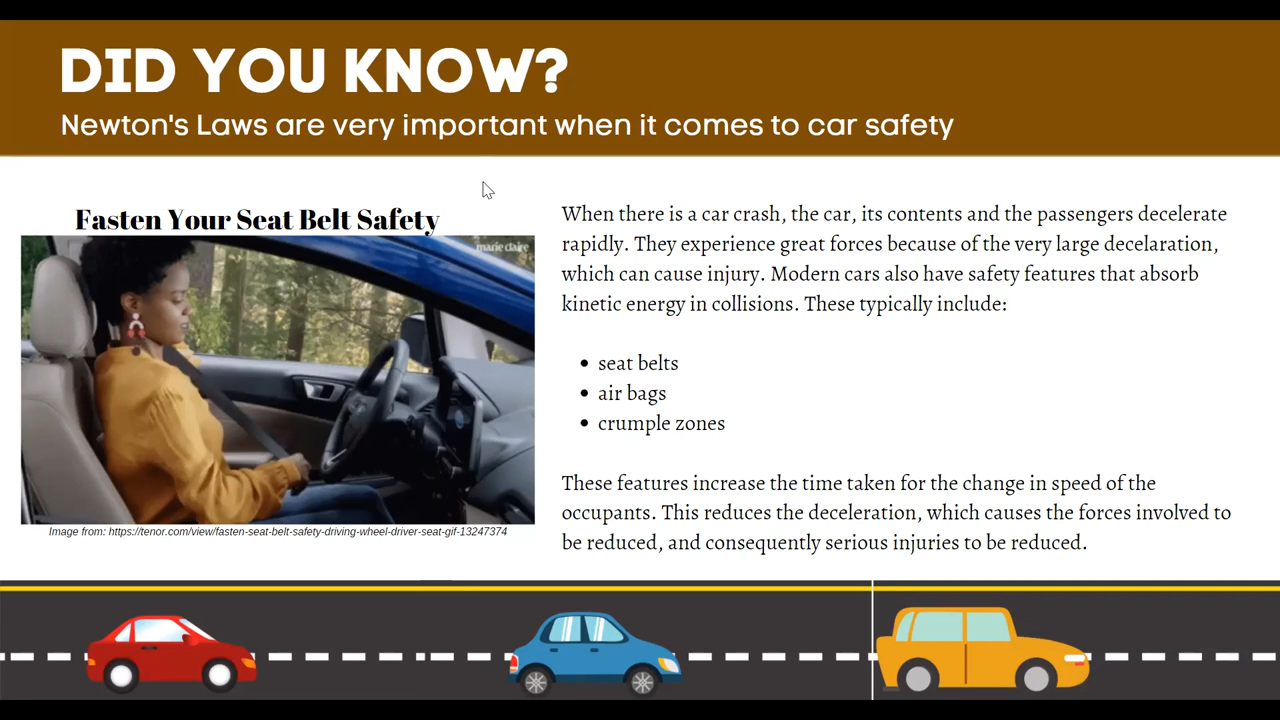 DID YOU KNOW?
Newton's Laws are very important when it comes to car safety
Fasten Your Seat Belt Safety
marie claire
Image from: https://tenor.com/view/fasten-seat-belt-safety-driving-wheel-driver-seat-gif-13247374
When there is a car crash, the car, its contents and the passengers decelerate
rapidly. They experience great forces because of the very large decelaration,
which can cause injury. Modern cars also have safety features that absorb
kinetic energy in collisions. These typically include:
• seat belts
• air bags
• crumple zones
These features increase the time taken for the change in speed of the
occupants. This reduces the deceleration, which causes the forces involved to
be reduced, and consequently serious injuries to be reduced.